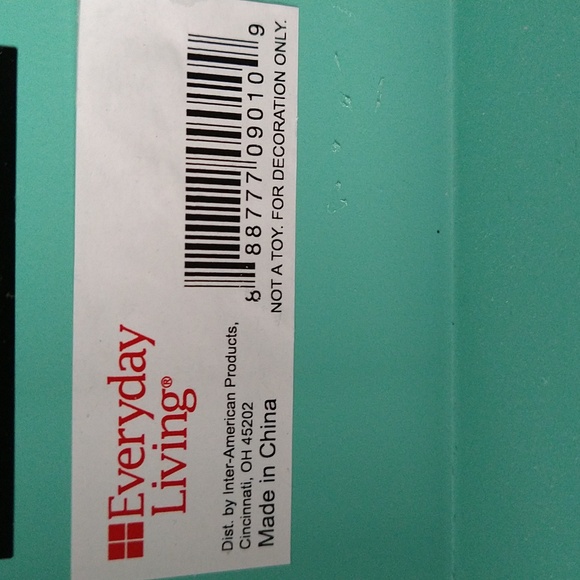 Everyday
Living®
Dist. by Inter-American Products,
Cincinnati, OH 45202
Made in China
8 88777 09010 9
NOT A TOY. FOR DECORATION ONLY.